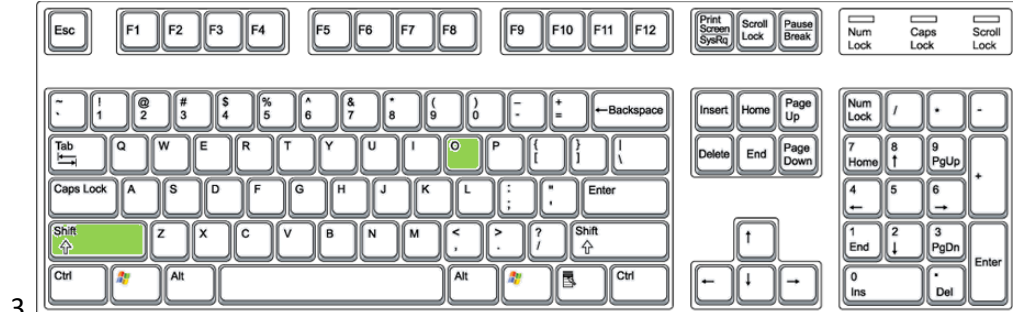 Esc F1 F2 F3 F4 F5 F6 F7 F8 F9 F10 F11 F12 Print Screen SysRq Scroll Lock Pause Break Num Lock Caps Lock Scroll Lock
~ ` ! 1 @ 2 # 3 $ 4 % 5 ^ 6 & 7 * 8 ( 9 ) 0 – - + = ←Backspace Insert Home Page Up Num Lock / * -
Tab Q W E R T Y U I O P { [ } ] | \ Delete End Page Down 7 Home 8 ↑ 9 PgUp +
Caps Lock A S D F G H J K L : ; " ' Enter 4 ← 5 6 →
Shift Z X C V B N M < , > . ? / Shift ↑ 1 End 2 ↓ 3 PgDn Enter
Ctrl Alt Alt Ctrl ← ↓ → 0 Ins • Del
3